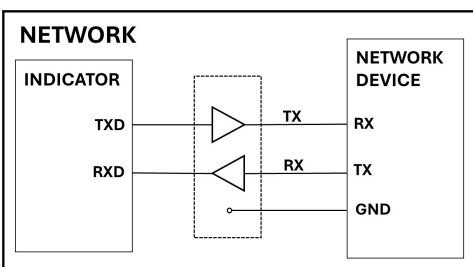 NETWORK
INDICATOR
NETWORK
DEVICE
TXD
TX
RX
RXD
RX
TX
GND